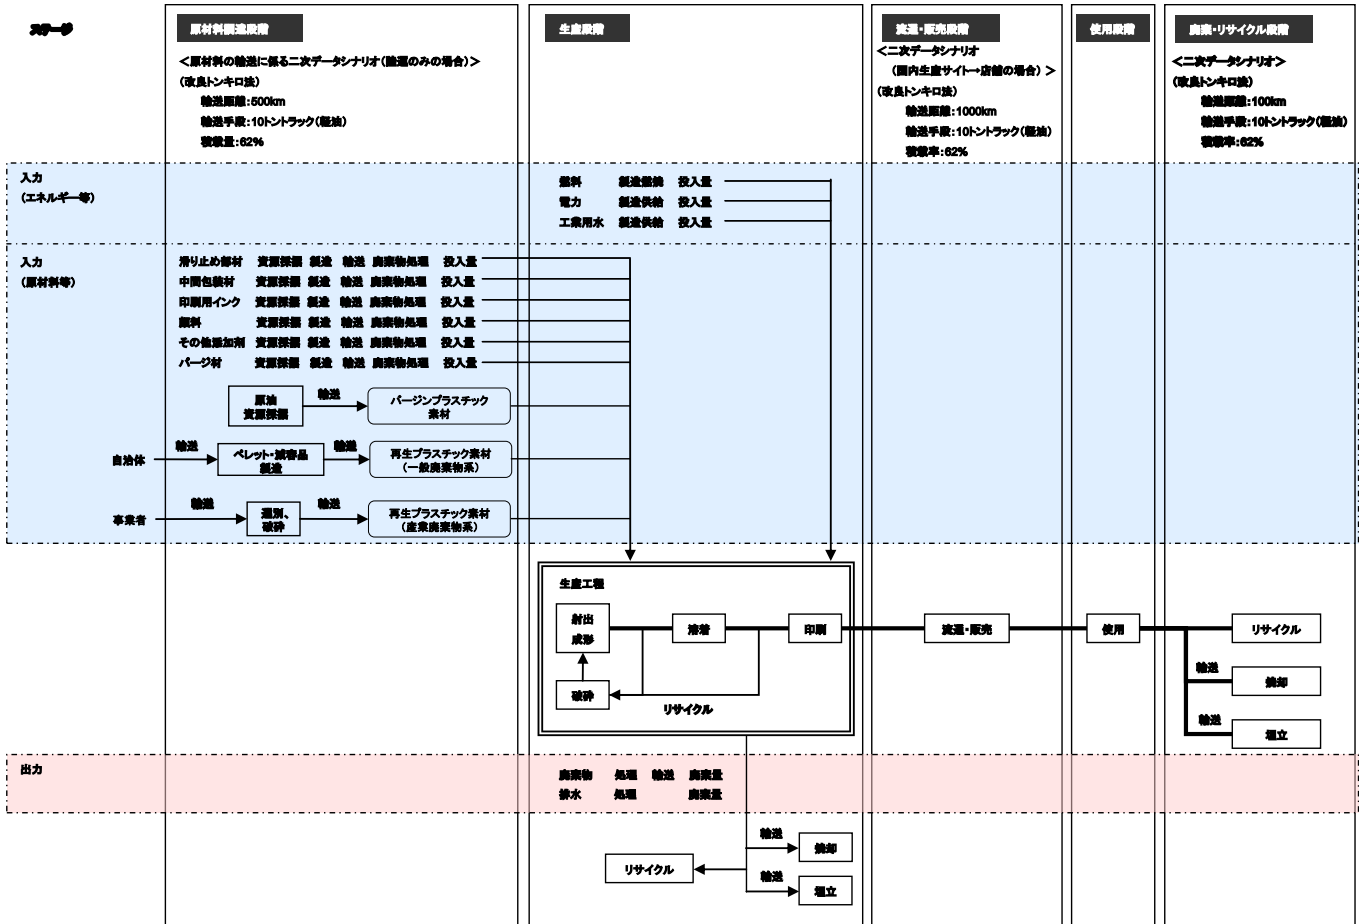 ステージ
原材料調達段階
生産段階
流通・販売段階
使用段階
廃棄・リサイクル段階
＜原材料の輸送に係る二次データシナリオ(陸運のみの場合)＞
(改良トンキロ法)
輸送距離:500km
輸送手段:10トントラック(軽油)
積載量:62%
＜二次データシナリオ
(国内生産サイト→店舗の場合)＞
(改良トンキロ法)
輸送距離:1000km
輸送手段:10トントラック(軽油)
積載率:62%
＜二次データシナリオ＞
(改良トンキロ法)
輸送距離:100km
輸送手段:10トントラック(軽油)
積載率:62%
入力
(エネルギー等)
燃料 製造燃焼 投入量
電力 製造供給 投入量
工業用水 製造供給 投入量
入力
(原材料等)
滑り止め部材 資源採掘 製造 輸送 廃棄物処理 投入量
中間包装材 資源採掘 製造 輸送 廃棄物処理 投入量
印刷用インク 資源採掘 製造 輸送 廃棄物処理 投入量
顔料 資源採掘 製造 輸送 廃棄物処理 投入量
その他添加剤 資源採掘 製造 輸送 廃棄物処理 投入量
パージ材 資源採掘 製造 輸送 廃棄物処理 投入量
原油
資源採掘
輸送
バージンプラスチック
素材
自治体
輸送
ペレット・減容品
製造
輸送
再生プラスチック素材
(一般廃棄物系)
事業者
輸送
選別、
破砕
輸送
再生プラスチック素材
(産業廃棄物系)
生産工程
射出
成形
溶着
印刷
破砕
リサイクル
流通・販売
使用
リサイクル
輸送
焼却
輸送
埋立
出力
廃棄物 処理 輸送 廃棄量
排水 処理 廃棄量
輸送
焼却
リサイクル
輸送
埋立